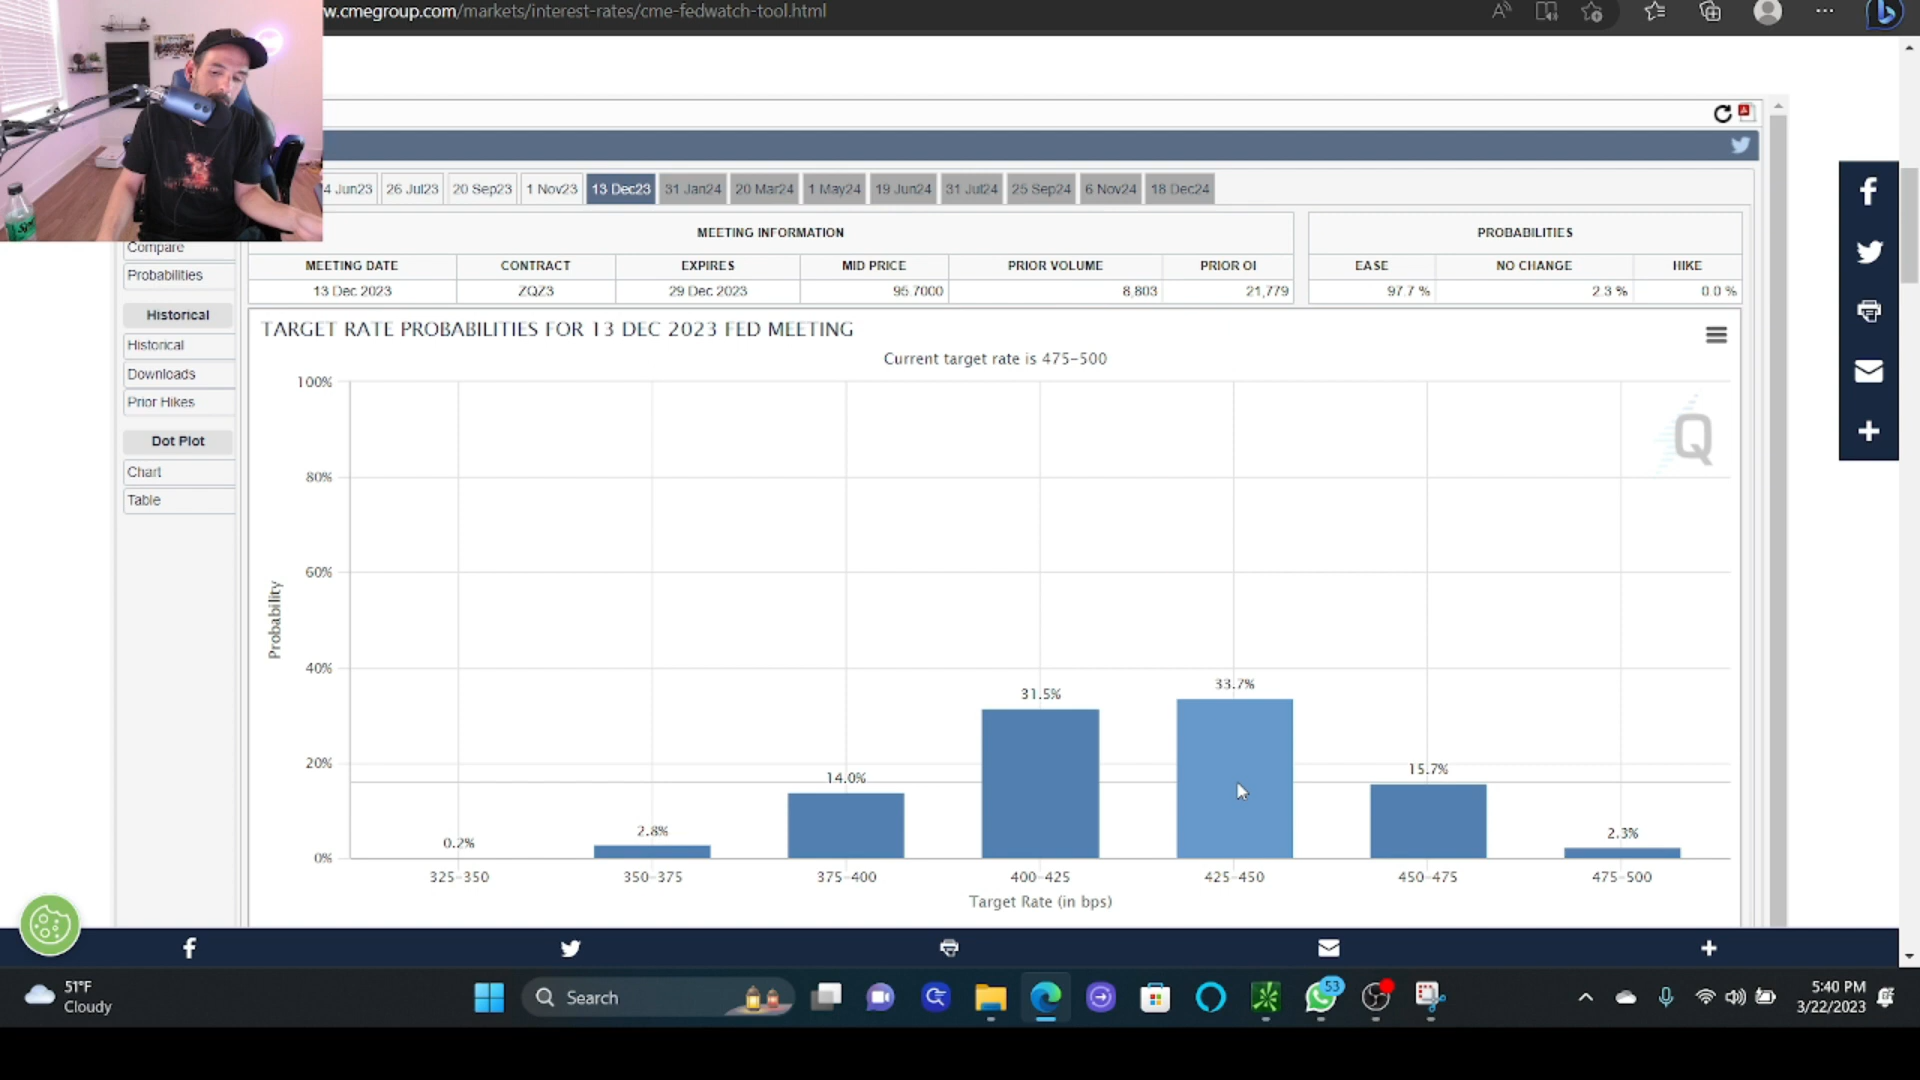 w.cmegroup.com/markets/interest-rates/cme-fedwatch-tool.html
4 Jun23 26 Jul23 20 Sep23 1 Nov23 13 Dec23 31 Jan24 20 Mar24 1 May24 19 Jun24 31 Jul24 25 Sep24 6 Nov24 18 Dec24
Compare
Probabilities
Historical
Historical
Downloads
Prior Hikes
Dot Plot
Chart
Table
MEETING INFORMATION
MEETING DATE CONTRACT EXPIRES MID PRICE PRIOR VOLUME PRIOR OI
13 Dec 2023 ZQZ3 29 Dec 2023 95.7000 8,803 21,779
PROBABILITIES
EASE NO CHANGE HIKE
97.7 % 2.3 % 0.0 %
TARGET RATE PROBABILITIES FOR 13 DEC 2023 FED MEETING
Current target rate is 475-500
Probability
100%
80%
60%
40%
20%
0%
0.2% 2.8% 14.0% 31.5% 33.7% 15.7% 2.3%
325-350 350-375 375-400 400-425 425-450 450-475 475-500
Target Rate (in bps)
Q
51°F
Cloudy
Search
53
5:40 PM
3/22/2023